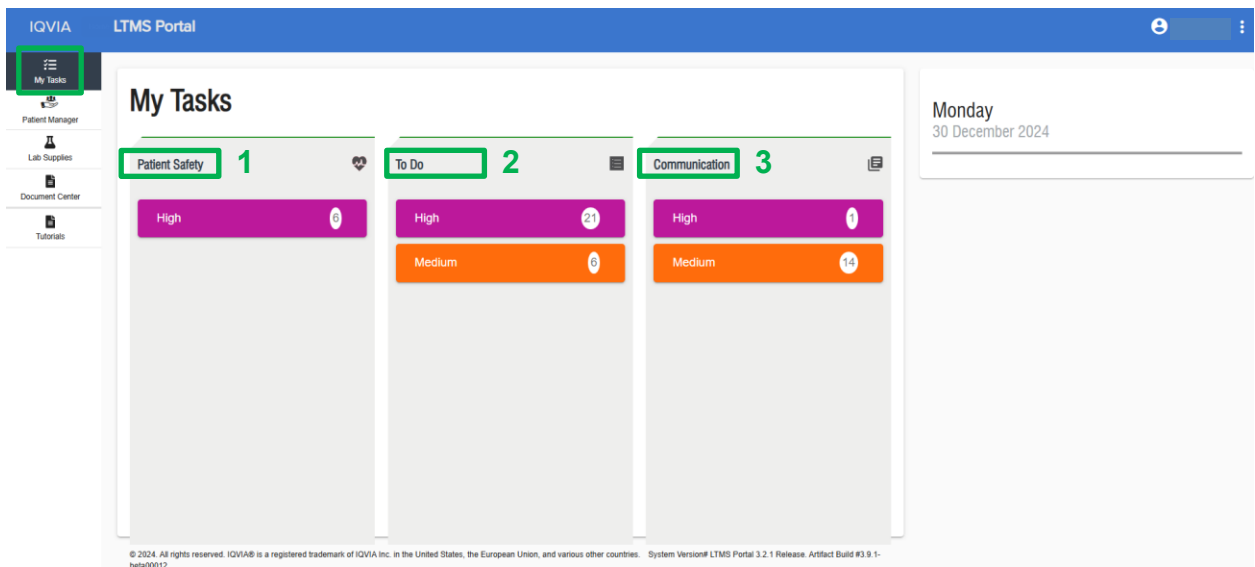 IQVIA LTMS Portal
My Tasks
Patient Manager
Lab Supplies
Document Center
Tutorials
My Tasks
Patient Safety 1
High 6
To Do 2
High 21
Medium 6
Communication 3
High 1
Medium 14
Monday
30 December 2024
© 2024. All rights reserved. IQVIA® is a registered trademark of IQVIA Inc. in the United States, the European Union, and various other countries. System Version# LTMS Portal 3.2.1 Release. Artifact Build #3.9.1-
beta00012